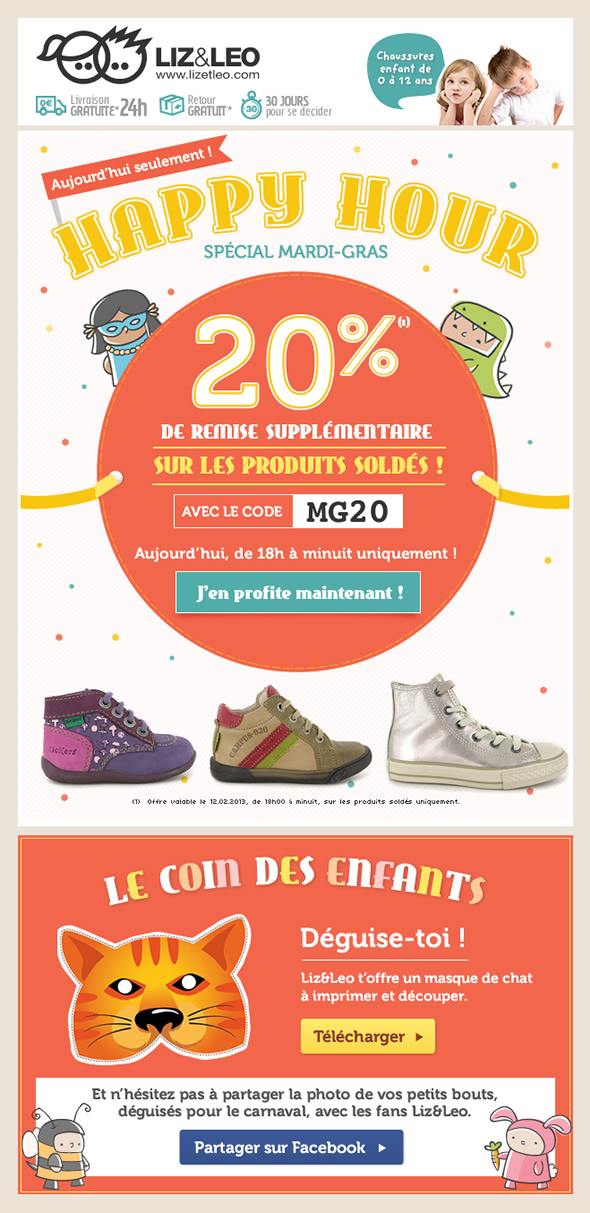 LIZ&LEO
www.lizetleo.com
Chaussures
enfant de
0 à 12 ans
Livraison
GRATUITE* 24h
Retour
GRATUIT*
30
30 JOURS
pour se décider
Aujourd'hui seulement !
HAPPY HOUR
SPÉCIAL MARDI-GRAS
20%(1)
DE REMISE SUPPLÉMENTAIRE
SUR LES PRODUITS SOLDÉS !
AVEC LE CODE MG20
Aujourd'hui, de 18h à minuit uniquement !
J'en profite maintenant !
kickers
CAMPUS-930
(1) Offre valable le 12.02.2013, de 18h00 à minuit, sur les produits soldés uniquement.
LE COIN DES ENFANTS
Déguise-toi !
Liz&Leo t'offre un masque de chat
à imprimer et découper.
Télécharger
Et n'hésitez pas à partager la photo de vos petits bouts,
déguisés pour le carnaval, avec les fans Liz&Leo.
Partager sur Facebook